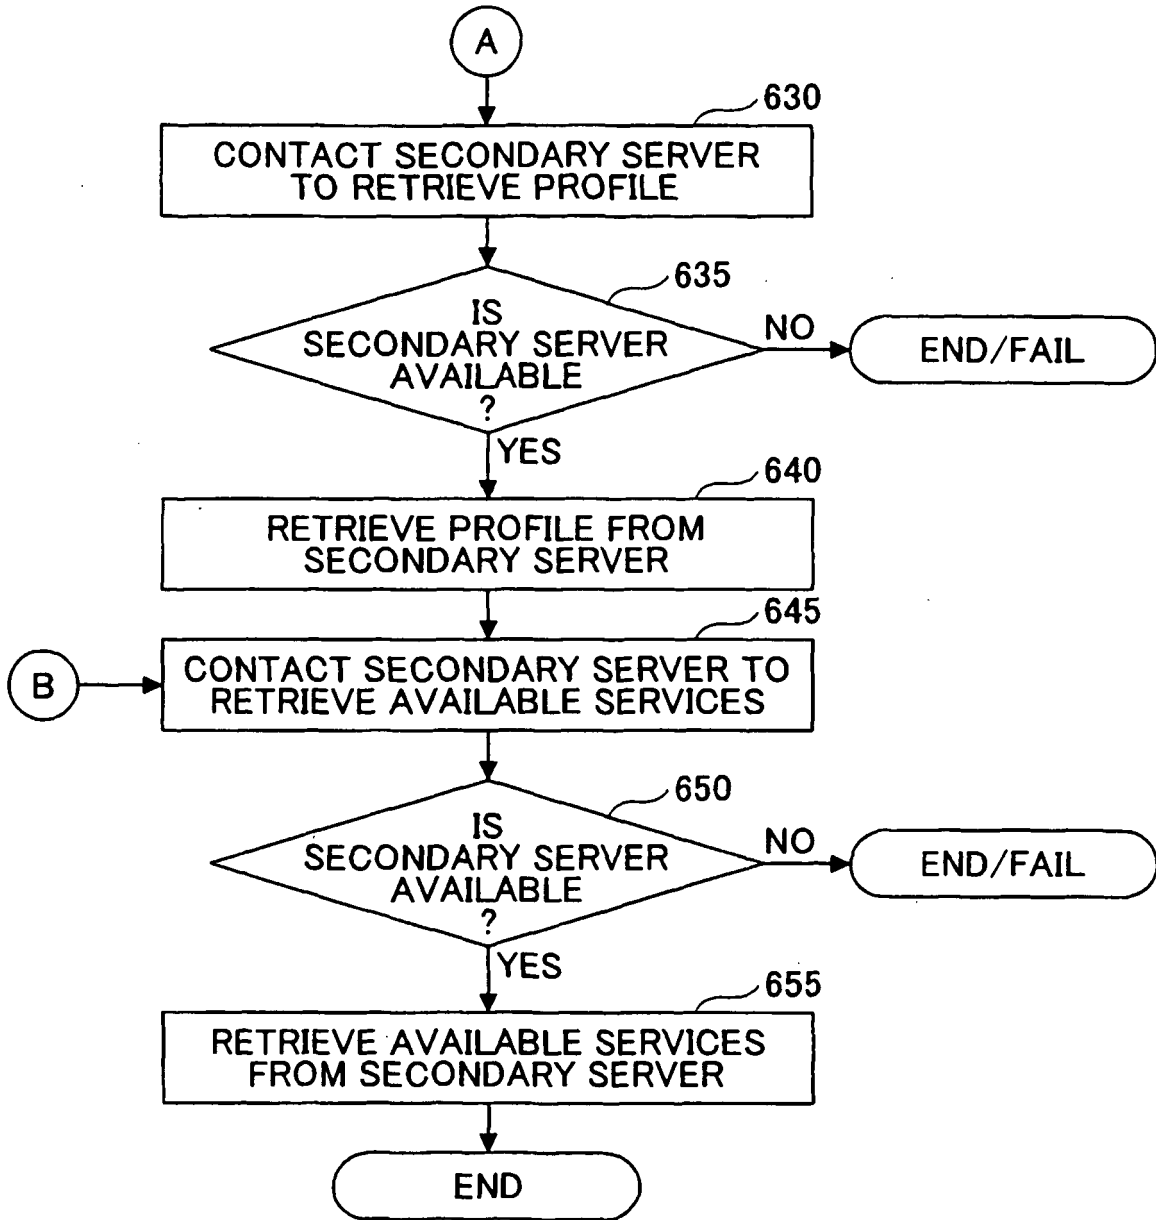 A
630
CONTACT SECONDARY SERVER
TO RETRIEVE PROFILE
635
IS
SECONDARY SERVER
AVAILABLE
?
NO
END/FAIL
YES
640
RETRIEVE PROFILE FROM
SECONDARY SERVER
645
B
CONTACT SECONDARY SERVER TO
RETRIEVE AVAILABLE SERVICES
650
IS
SECONDARY SERVER
AVAILABLE
?
NO
END/FAIL
YES
655
RETRIEVE AVAILABLE SERVICES
FROM SECONDARY SERVER
END